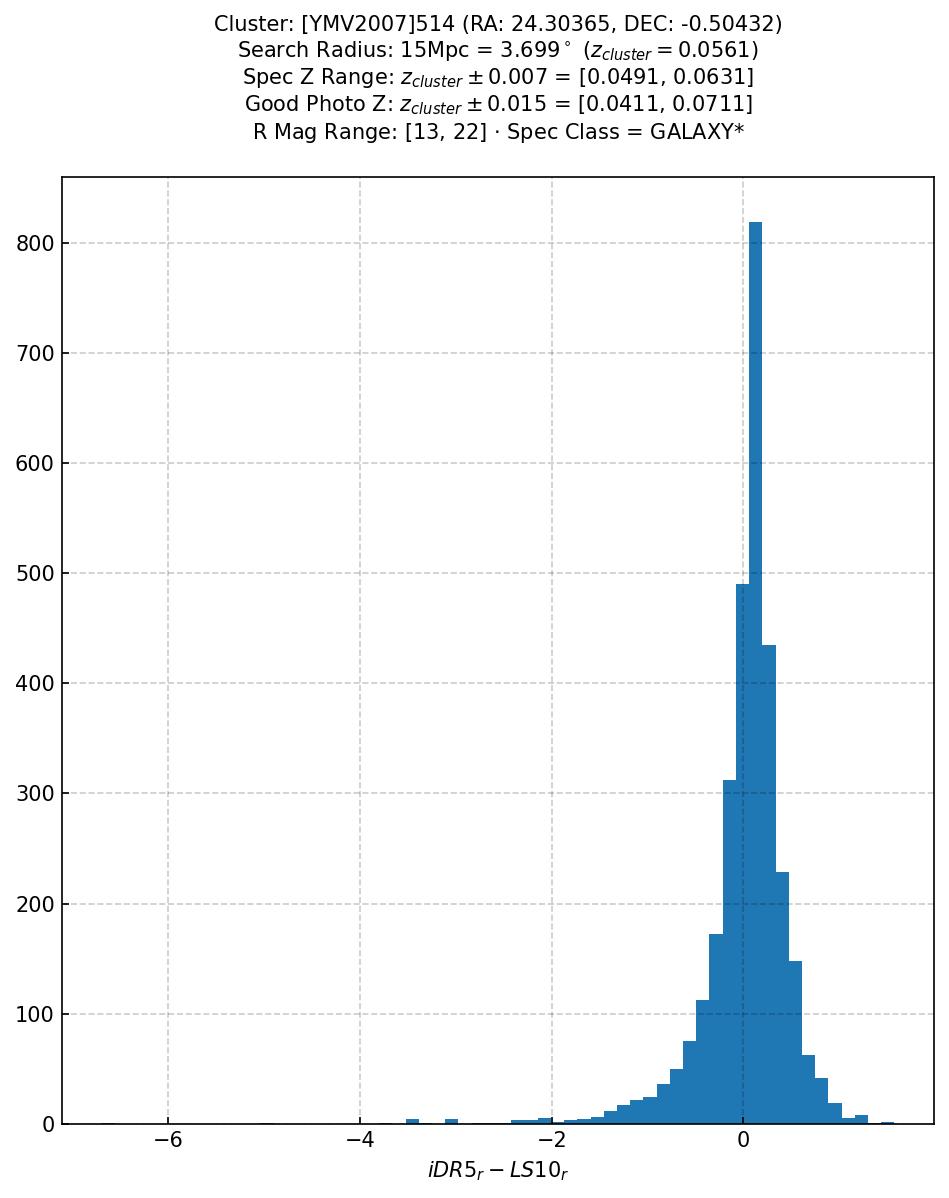 Cluster: [YMV2007]514 (RA: 24.30365, DEC: -0.50432)
Search Radius: 15Mpc = 3.699° (z_cluster = 0.0561)
Spec Z Range: z_cluster ± 0.007 = [0.0491, 0.0631]
Good Photo Z: z_cluster ± 0.015 = [0.0411, 0.0711]
R Mag Range: [13, 22] · Spec Class = GALAXY*
800
700
600
500
400
300
200
100
0
−6 −4 −2 0
iDR5_r − LS10_r